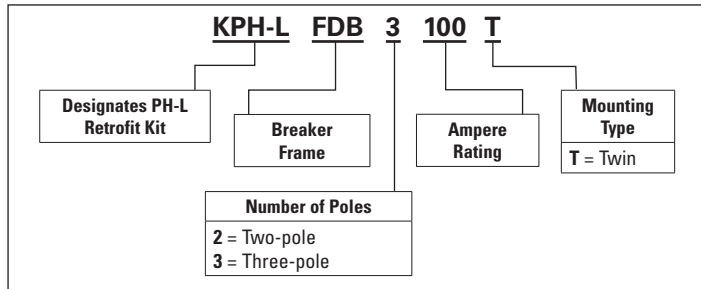 KPH-L FDB 3 100 T
Designates PH-L
Retrofit Kit
Breaker
Frame
Ampere
Rating
Mounting
Type
T = Twin
Number of Poles
2 = Two-pole
3 = Three-pole